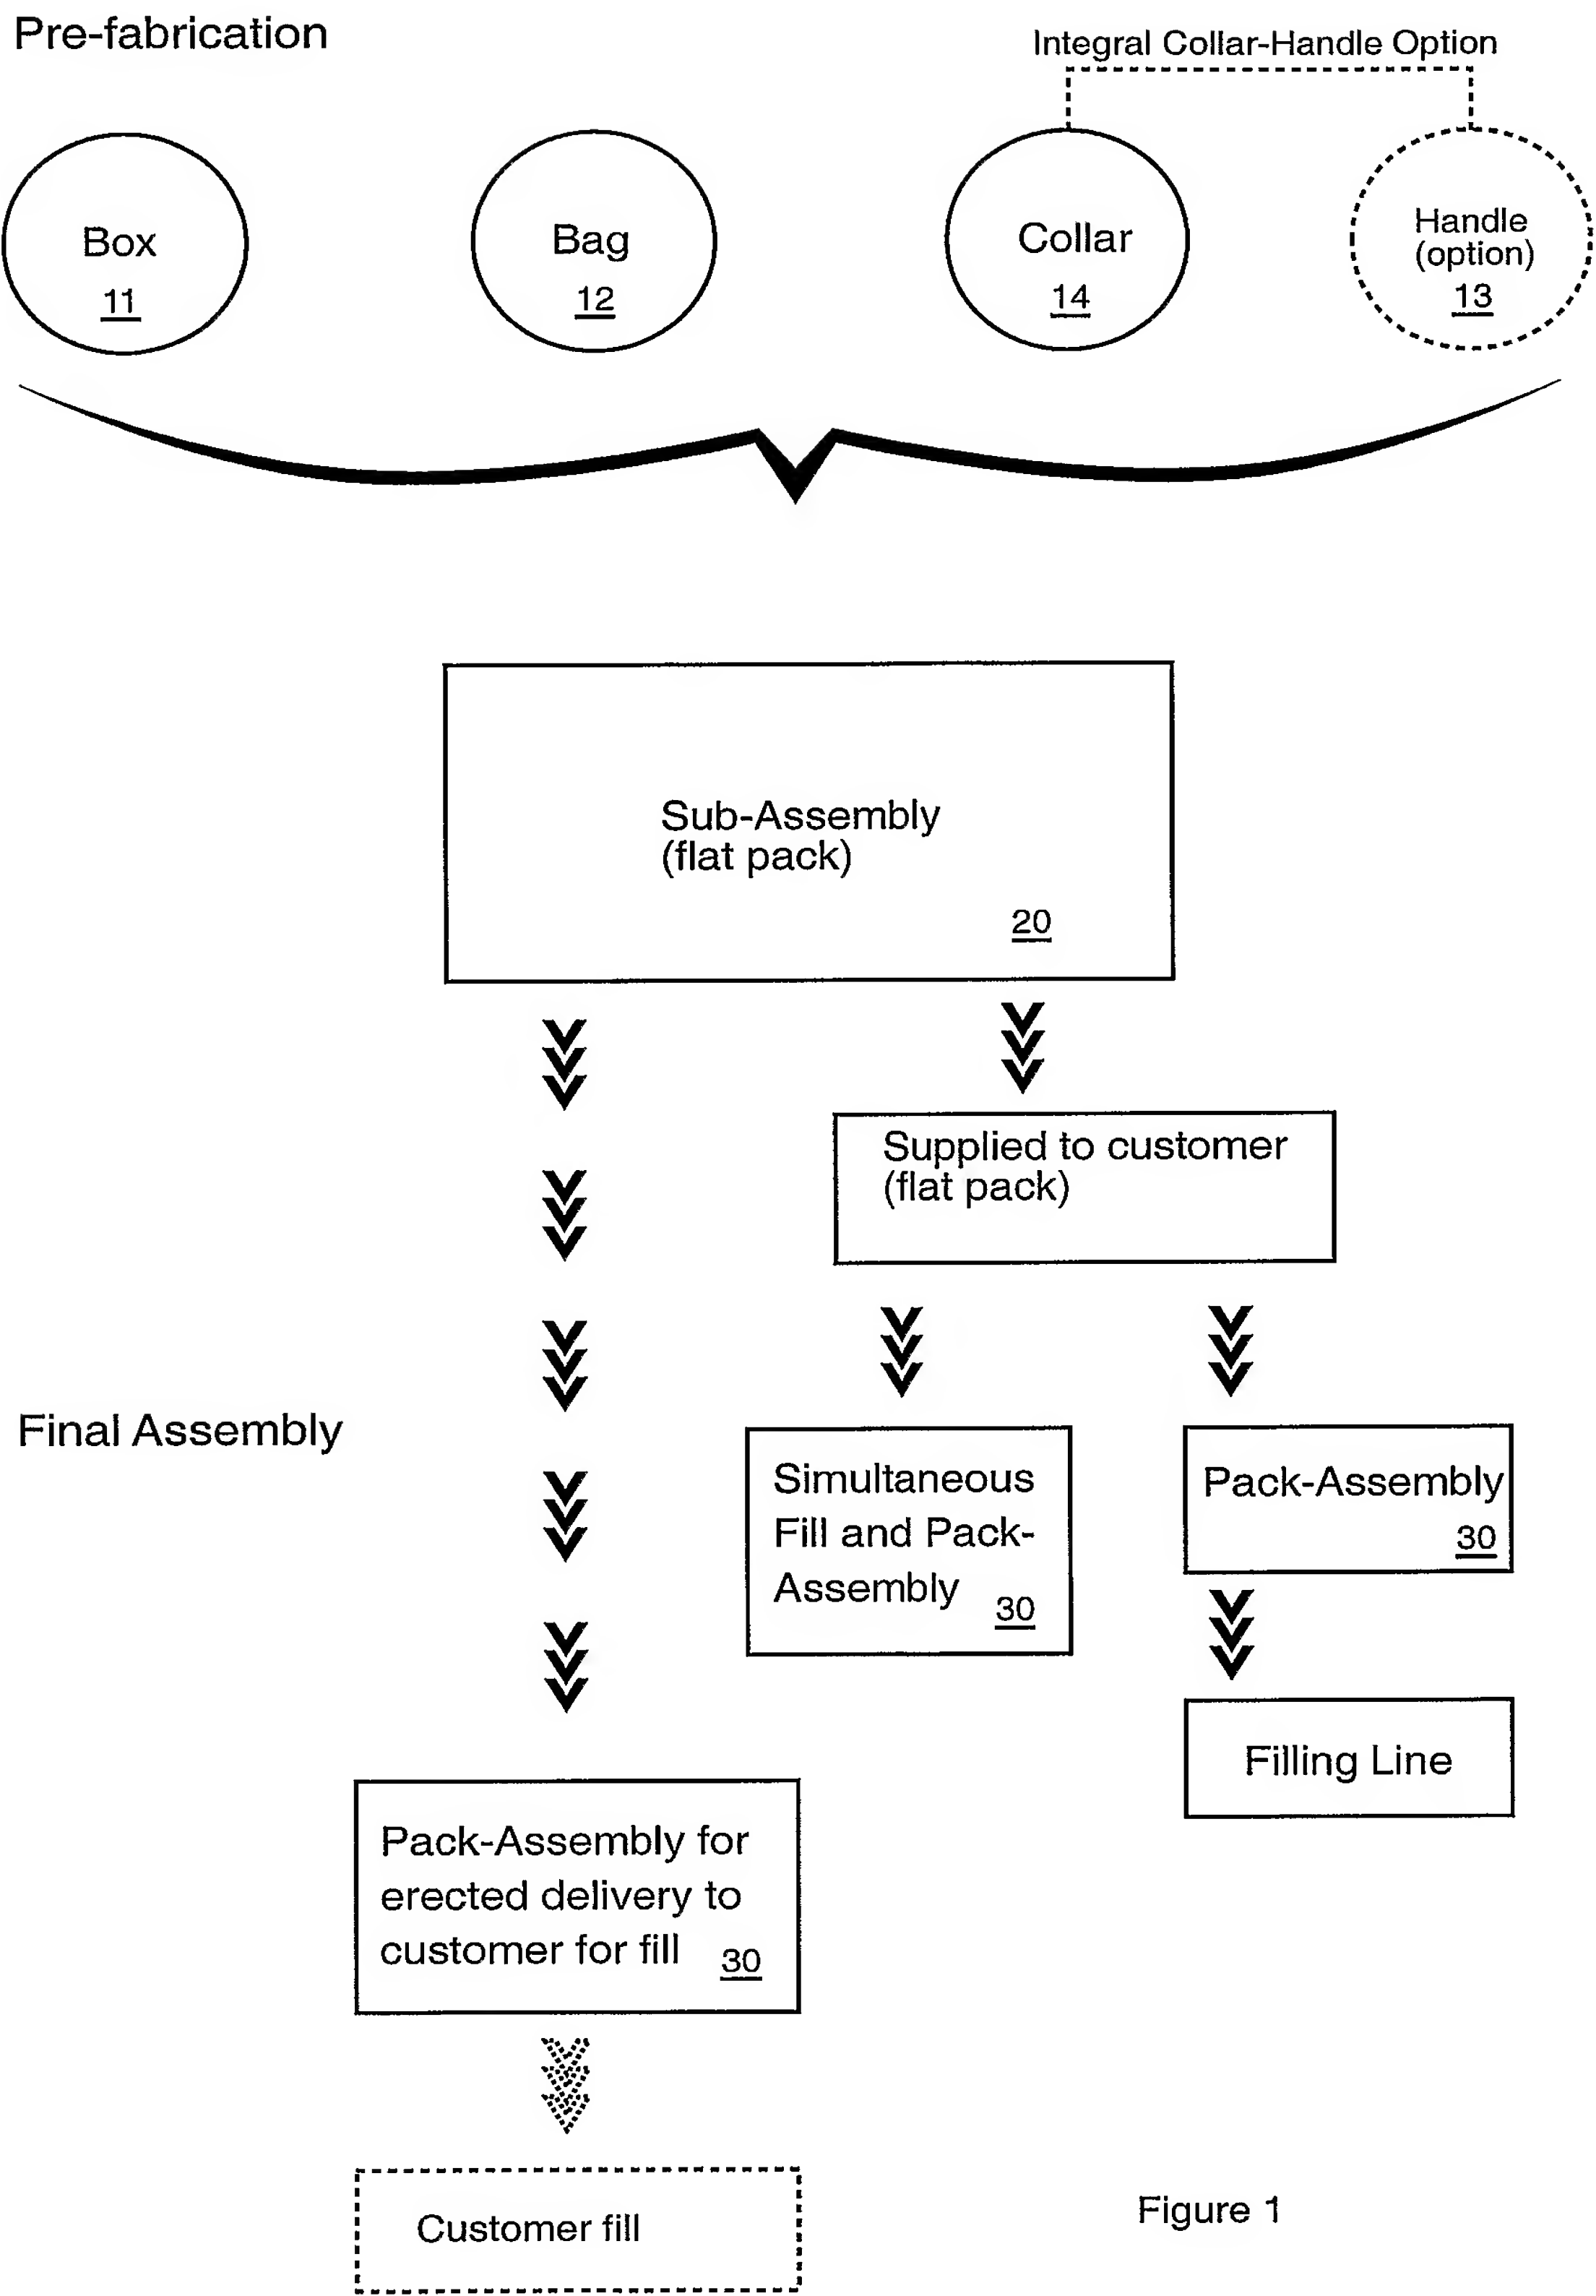 Pre-fabrication
Integral Collar-Handle Option
Box
11
Bag
12
Collar
14
Handle
(option)
13
Sub-Assembly
(flat pack)
20
Supplied to customer
(flat pack)
Final Assembly
Simultaneous
Fill and Pack-
Assembly
30
Pack-Assembly
30
Filling Line
Pack-Assembly for
erected delivery to
customer for fill
30
Customer fill
Figure 1